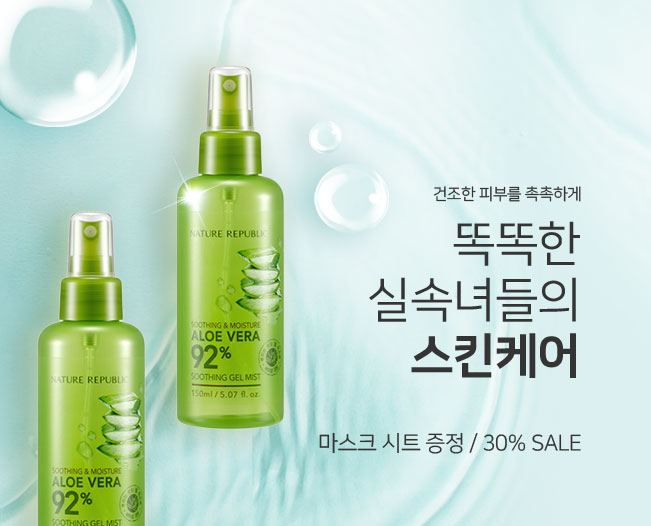 건조한 피부를 촉촉하게
똑똑한
실속녀들의
스킨케어
마스크 시트 증정 / 30% SALE
NATURE REPUBLIC
SOOTHING & MOISTURE
ALOE VERA
92%
SOOTHING GEL MIST
150ml / 5.07 fl. oz.
NATURE REPUBLIC
SOOTHING & MOISTURE
ALOE VERA
92%
SOOTHING GEL MIST